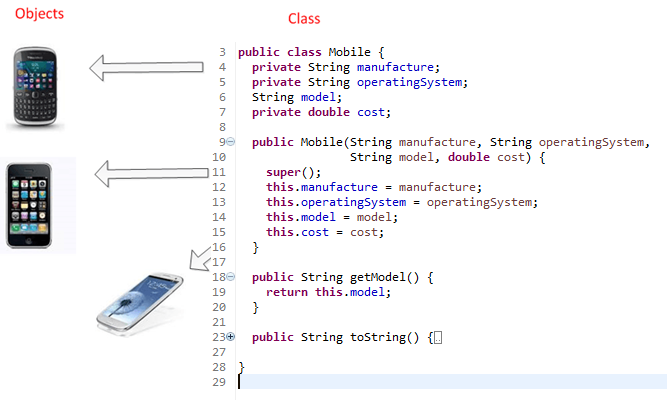 Objects
Class
3 public class Mobile {
4 private String manufacture;
5 private String operatingSystem;
6 String model;
7 private double cost;
8
9 public Mobile(String manufacture, String operatingSystem,
10 String model, double cost) {
11 super();
12 this.manufacture = manufacture;
13 this.operatingSystem = operatingSystem;
14 this.model = model;
15 this.cost = cost;
16 }
17
18 public String getModel() {
19 return this.model;
20 }
21
23 public String toString() {
27
28 }
29